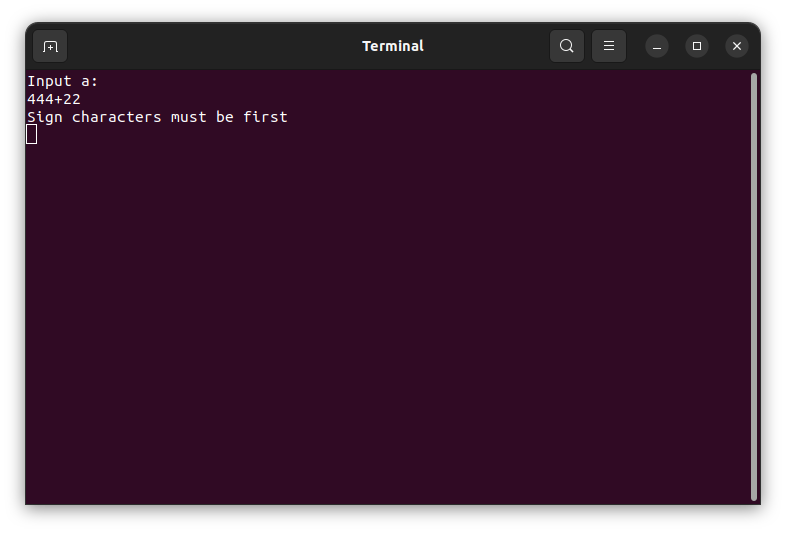 Terminal
Input a:
444+22
Sign characters must be first